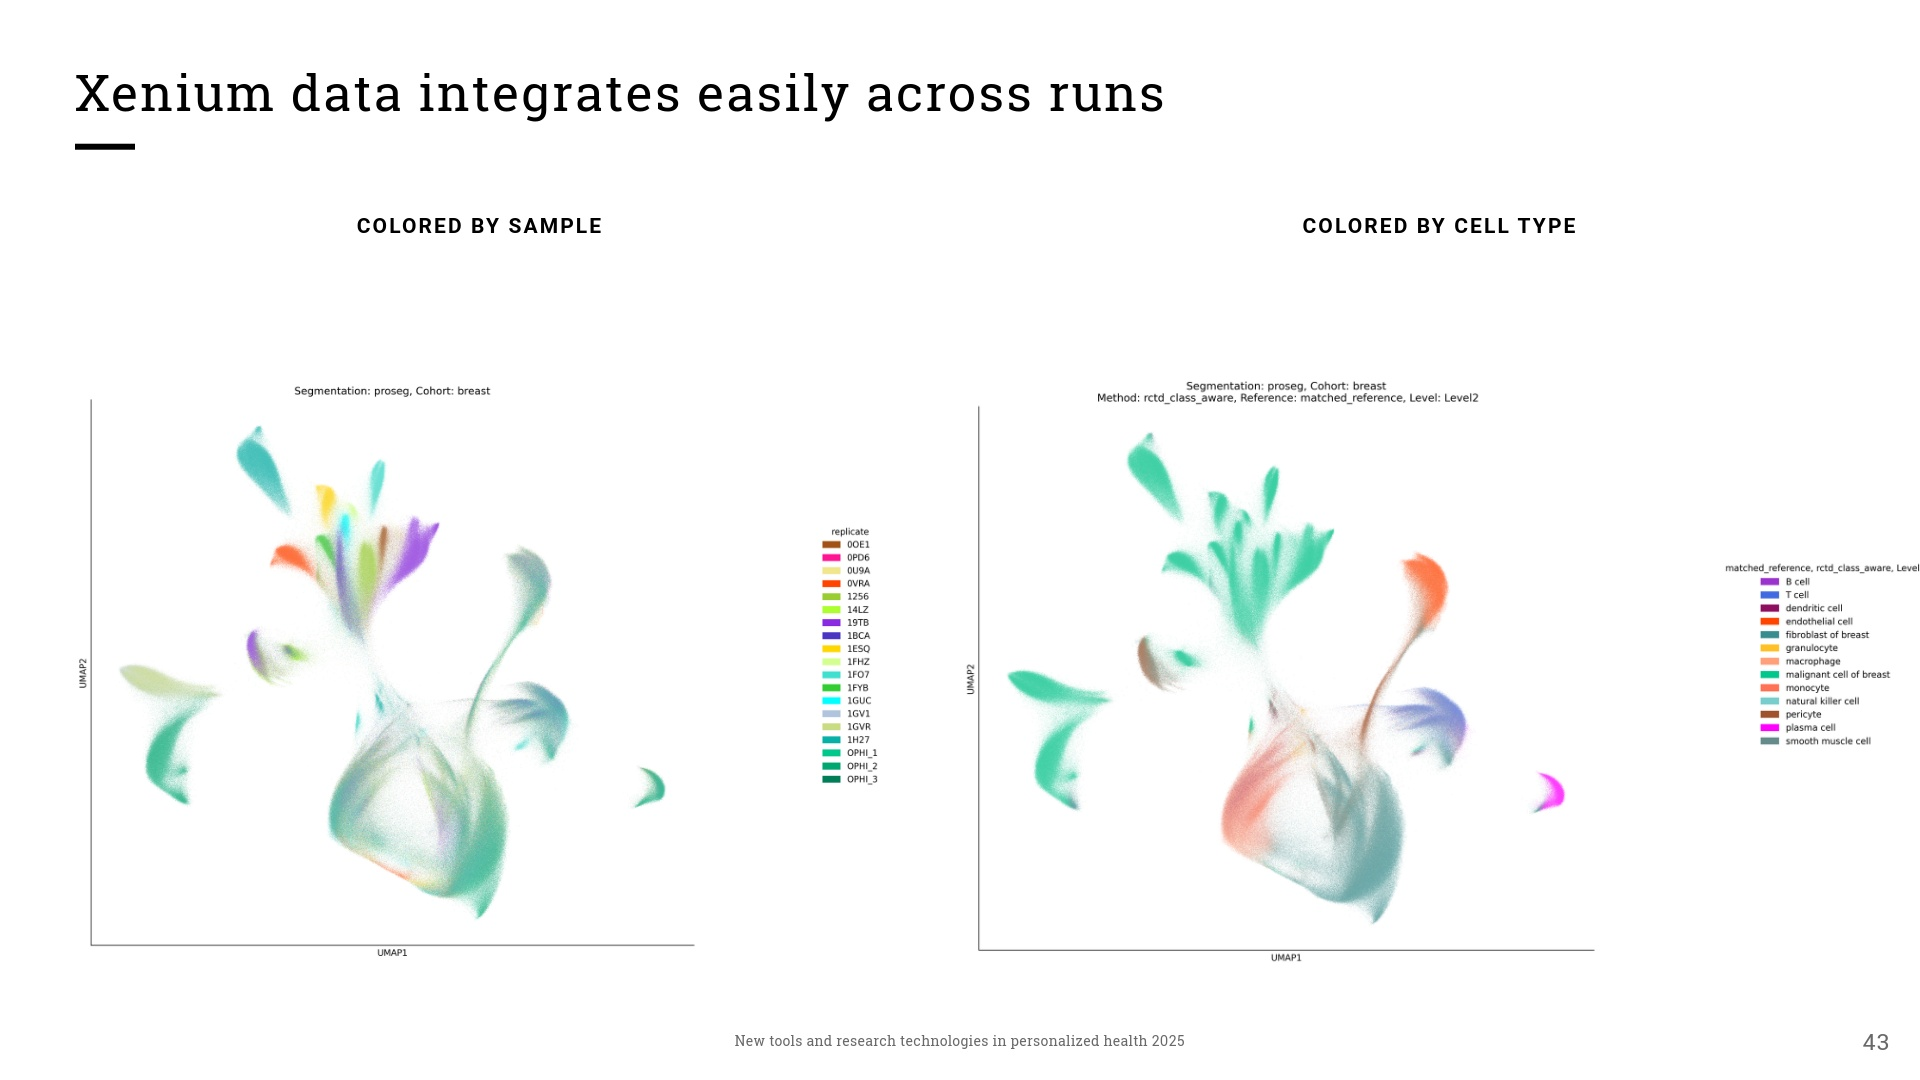 Xenium data integrates easily across runs
COLORED BY SAMPLE
COLORED BY CELL TYPE
Segmentation: proseg, Cohort: breast
UMAP2
UMAP1
replicate
0OE1
0PD6
0U9A
0VRA
1256
14LZ
19TB
1BCA
1ESQ
1FHZ
1FO7
1FYB
1GUC
1GV1
1GVR
1H27
OPHI_1
OPHI_2
OPHI_3
Segmentation: proseg, Cohort: breast
Method: rctd_class_aware, Reference: matched_reference, Level: Level2
UMAP2
UMAP1
matched_reference, rctd_class_aware, Level
B cell
T cell
dendritic cell
endothelial cell
fibroblast of breast
granulocyte
macrophage
malignant cell of breast
monocyte
natural killer cell
pericyte
plasma cell
smooth muscle cell
New tools and research technologies in personalized health 2025
43